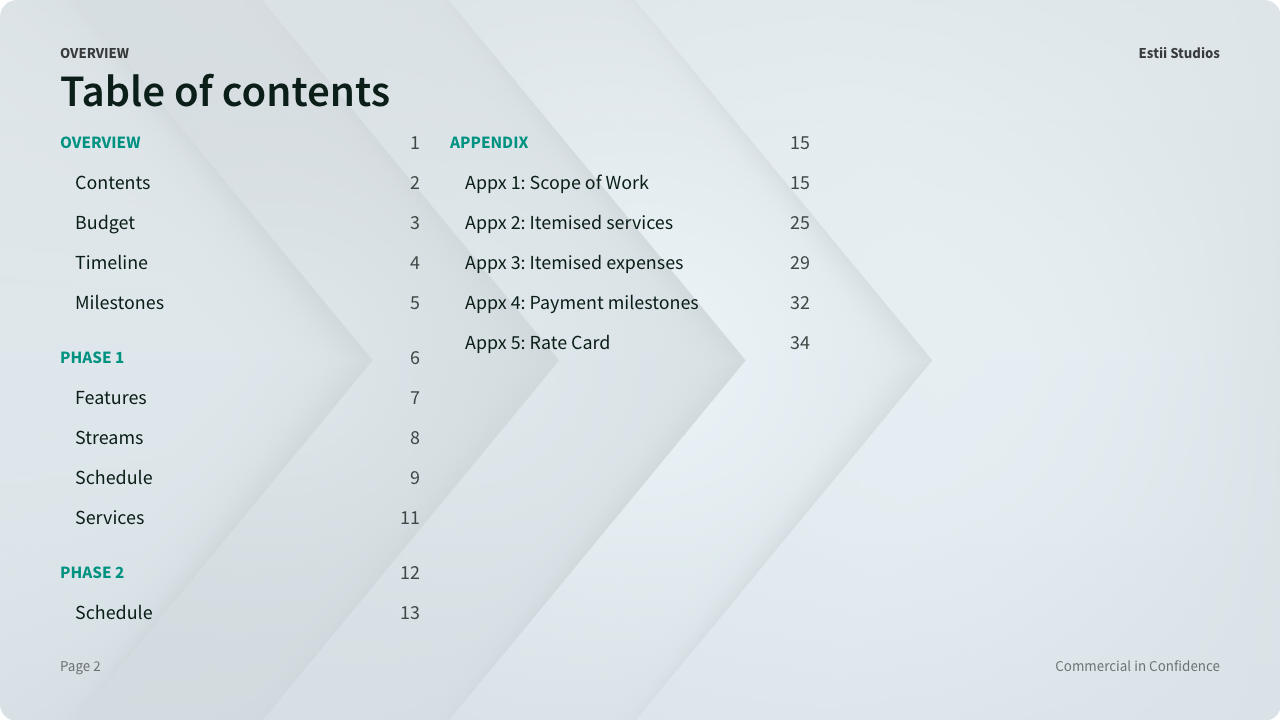 OVERVIEW
Estii Studios
Table of contents
OVERVIEW 1
Contents 2
Budget 3
Timeline 4
Milestones 5
PHASE 1 6
Features 7
Streams 8
Schedule 9
Services 11
PHASE 2 12
Schedule 13
APPENDIX 15
Appx 1: Scope of Work 15
Appx 2: Itemised services 25
Appx 3: Itemised expenses 29
Appx 4: Payment milestones 32
Appx 5: Rate Card 34
Page 2
Commercial in Confidence